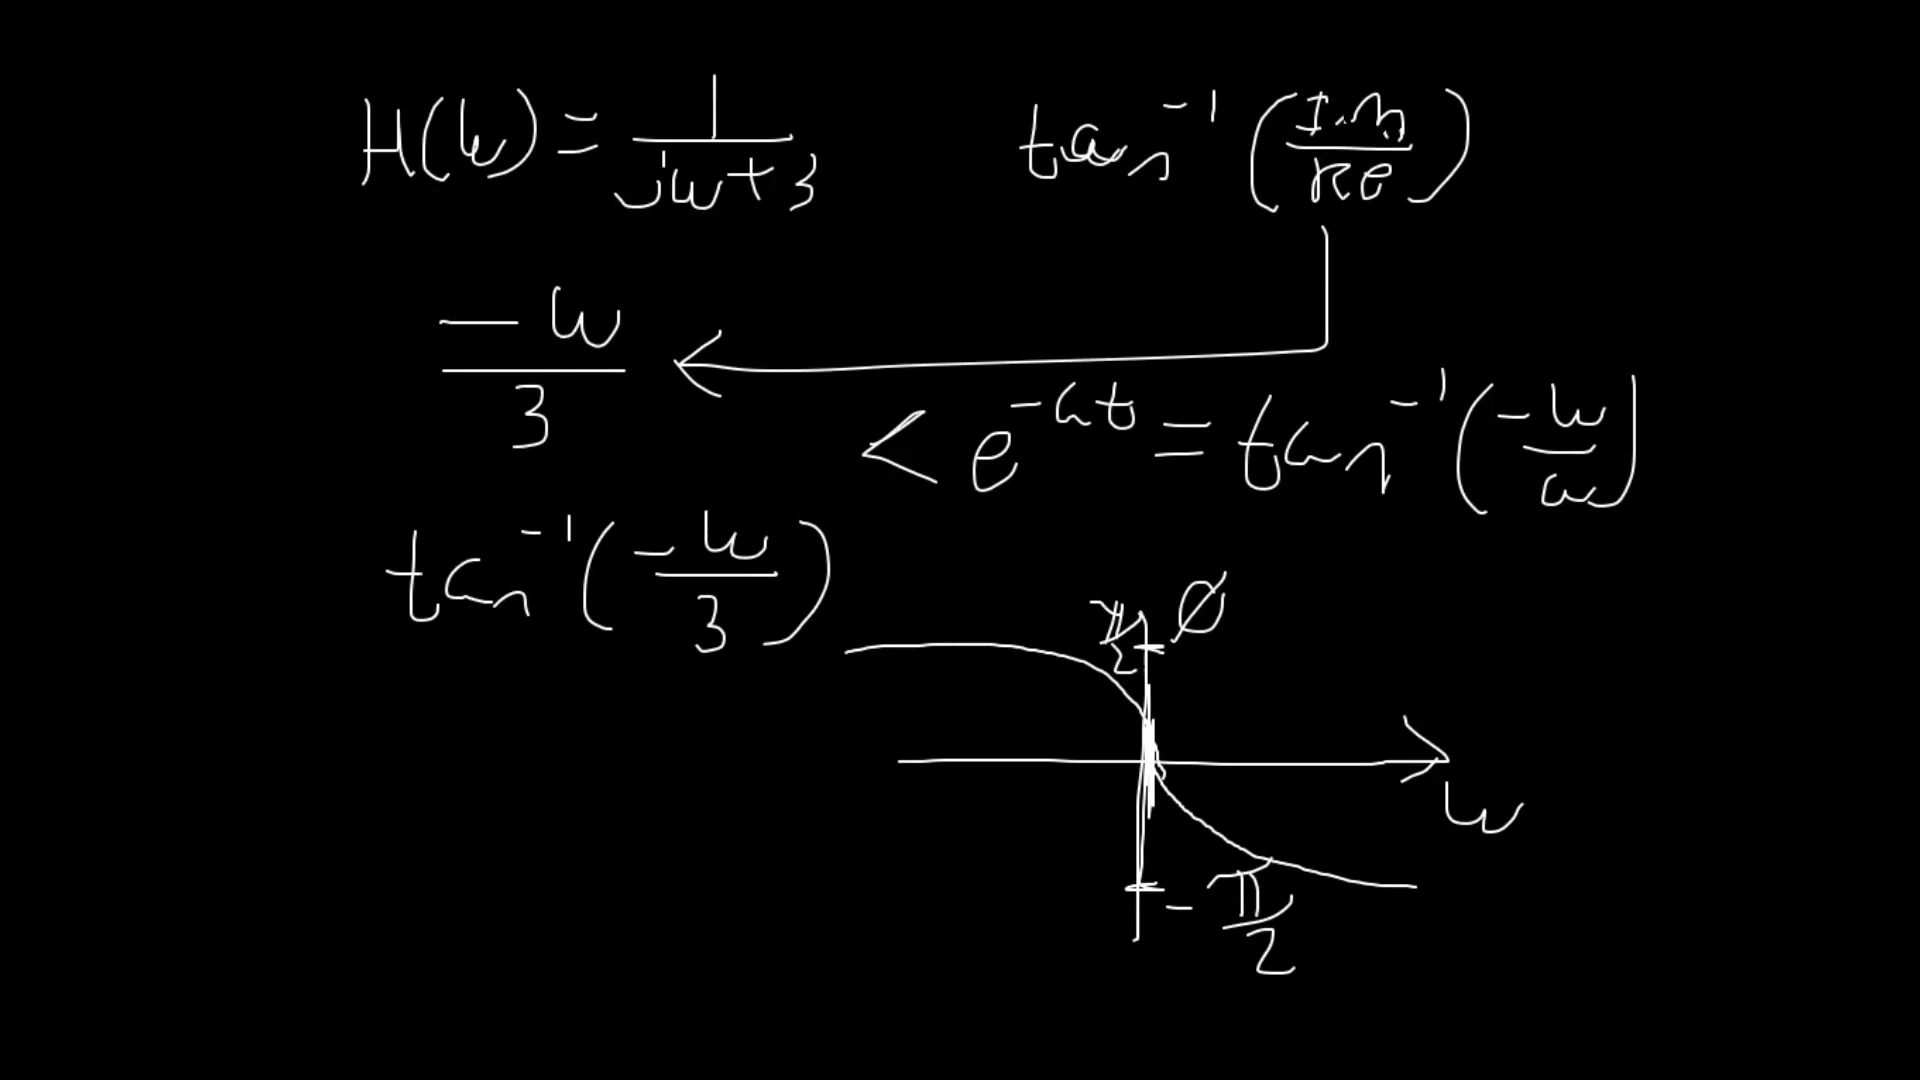 H(w) = 1/(jw+3)
tan^-1 (Im/Re)
-w/3
<e^-at = tan^-1 (-w/a)
tan^-1 (-w/3)
π/2 Ø
w
-π/2